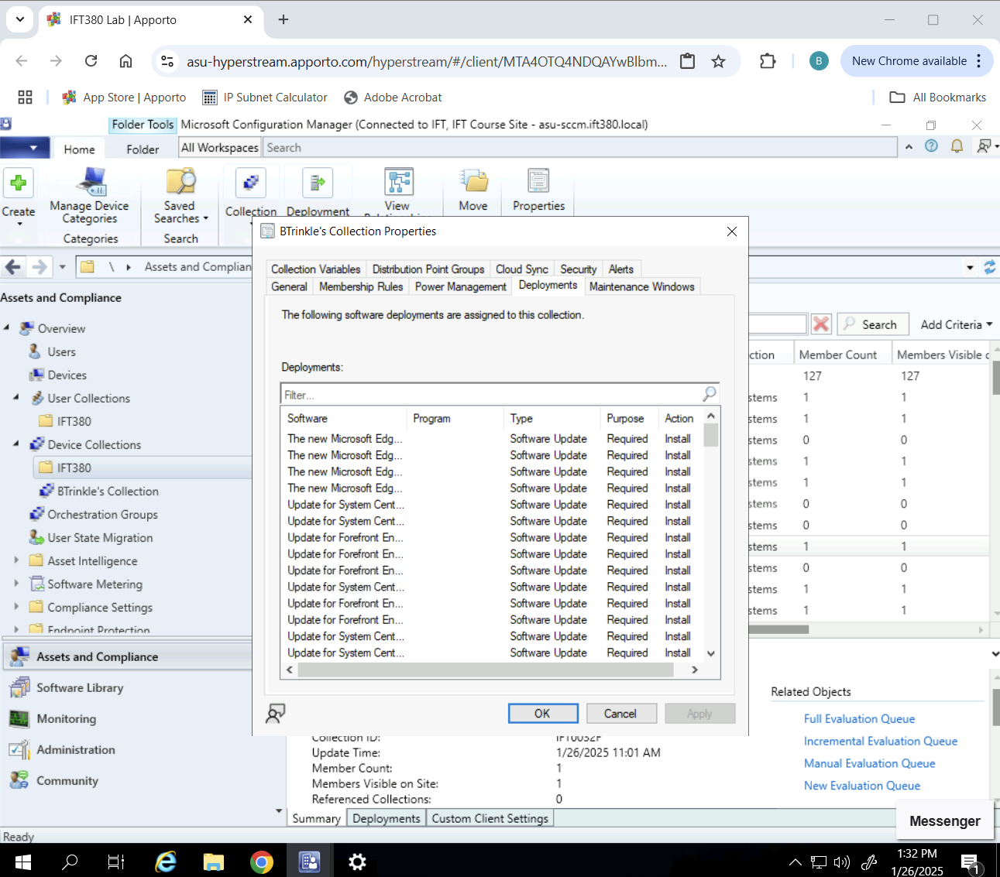 IFT380 Lab | Apporto
asu-hyperstream.apporto.com/hyperstream/#/client/MTA4OTQ4NDQAYwBlbm...
B
New Chrome available
App Store | Apporto
IP Subnet Calculator
Adobe Acrobat
All Bookmarks
Folder Tools
Microsoft Configuration Manager (Connected to IFT, IFT Course Site - asu-sccm.ift380.local)
Home
Folder
All Workspaces
Search
Create
Manage Device Categories
Categories
Saved Searches
Search
Collection
Deployment
View
Move
Properties
\
Assets and Complian
Assets and Compliance
Overview
Users
Devices
User Collections
IFT380
Device Collections
IFT380
BTrinkle's Collection
Orchestration Groups
User State Migration
Asset Intelligence
Software Metering
Compliance Settings
Endpoint Protection
Assets and Compliance
Software Library
Monitoring
Administration
Community
BTrinkle's Collection Properties
Collection Variables Distribution Point Groups Cloud Sync Security Alerts
General Membership Rules Power Management Deployments Maintenance Windows
The following software deployments are assigned to this collection.
Deployments:
Filter...
Software Program Type Purpose Action
The new Microsoft Edg... Software Update Required Install
The new Microsoft Edg... Software Update Required Install
The new Microsoft Edg... Software Update Required Install
The new Microsoft Edg... Software Update Required Install
Update for System Cent... Software Update Required Install
Update for System Cent... Software Update Required Install
Update for Forefront En... Software Update Required Install
Update for Forefront En... Software Update Required Install
Update for Forefront En... Software Update Required Install
Update for System Cent... Software Update Required Install
Update for Forefront En... Software Update Required Install
Update for Forefront En... Software Update Required Install
Update for System Cent... Software Update Required Install
Update for System Cent... Software Update Required Install
OK
Cancel
Apply
Search
Add Criteria
ction Member Count Members Visible
127 127
stems 1 1
stems 1 1
stems 0 0
stems 1 1
stems 1 1
stems 0 0
stems 0 0
stems 1 1
stems 0 0
stems 1 1
stems 1 1
Collection ID: IFT0032F
Update Time: 1/26/2025 11:01 AM
Member Count: 1
Members Visible on Site: 1
Referenced Collections: 0
Related Objects
Full Evaluation Queue
Incremental Evaluation Queue
Manual Evaluation Queue
New Evaluation Queue
Summary Deployments Custom Client Settings
Messenger
Ready
1:32 PM
1/26/2025
1